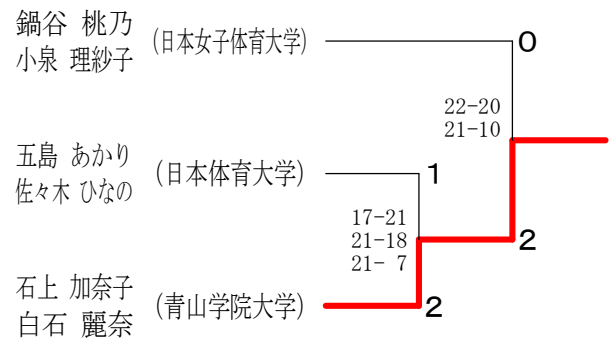 鍋谷 桃乃
小泉 理紗子
(日本女子体育大学)
0
22-20
21-10
五島 あかり
佐々木 ひなの
(日本体育大学)
1
17-21
21-18
21- 7
2
石上 加奈子
白石 麗奈
(青山学院大学)
2